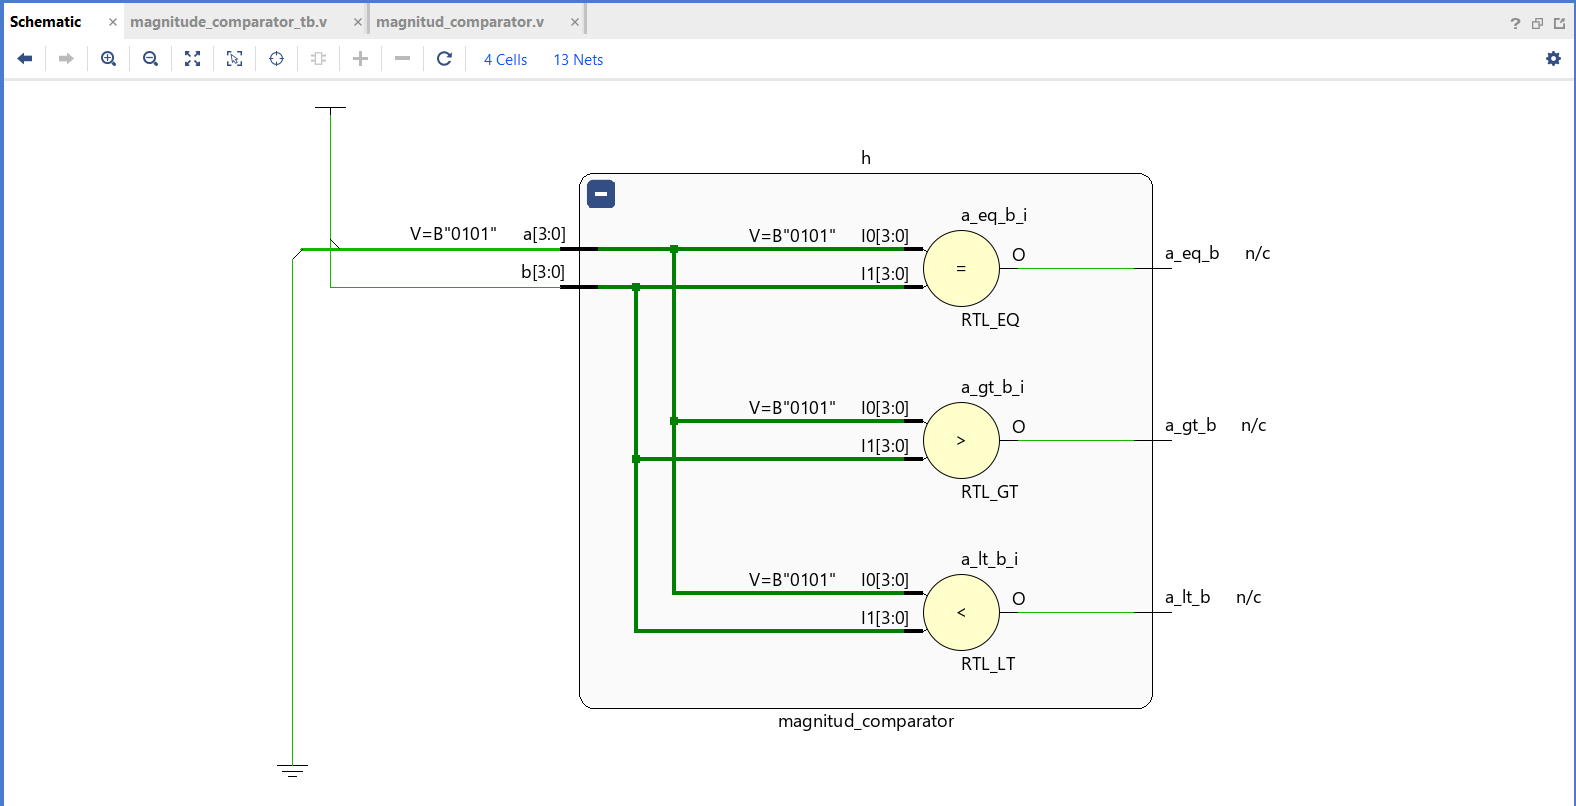 Schematic × magnitude_comparator_tb.v × magnitud_comparator.v × ?
4 Cells 13 Nets
h
a_eq_b_i
V=B"0101" a[3:0] V=B"0101" I0[3:0]
O a_eq_b n/c
b[3:0] I1[3:0] =
RTL_EQ
a_gt_b_i
V=B"0101" I0[3:0]
O a_gt_b n/c
I1[3:0] >
RTL_GT
a_lt_b_i
V=B"0101" I0[3:0]
O a_lt_b n/c
I1[3:0] <
RTL_LT
magnitud_comparator